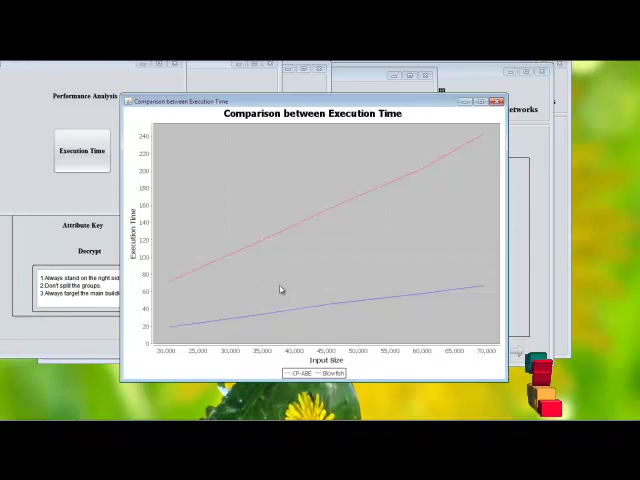 Performance Analysis
etworks
Execution Time
Attribute Key
Decrypt
1.Always stand on the right sid
2.Don't split the groups.
3.Always target the main buildi
Comparison between Execution Time
Comparison between Execution Time
Execution Time
240
220
200
180
160
140
120
100
80
60
40
20
0
20,000 25,000 30,000 35,000 40,000 45,000 50,000 55,000 60,000 65,000 70,000
Input Size
CP-ABE Blowfish